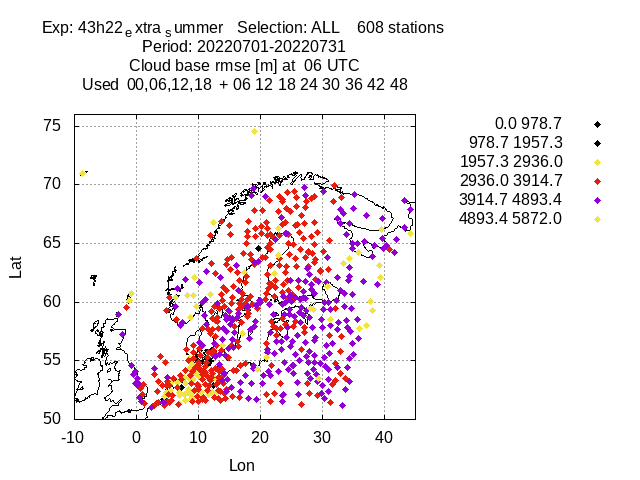 Exp: 43h22extrasummer   Selection: ALL    608 stations
Period: 20220701-20220731
Cloud base rmse [m] at  06 UTC
Used  00,06,12,18  + 06 12 18 24 30 36 42 48
0.0 978.7
978.7 1957.3
1957.3 2936.0
2936.0 3914.7
3914.7 4893.4
4893.4 5872.0
75
70
65
60
55
50
Lat
-10 0 10 20 30 40
Lon